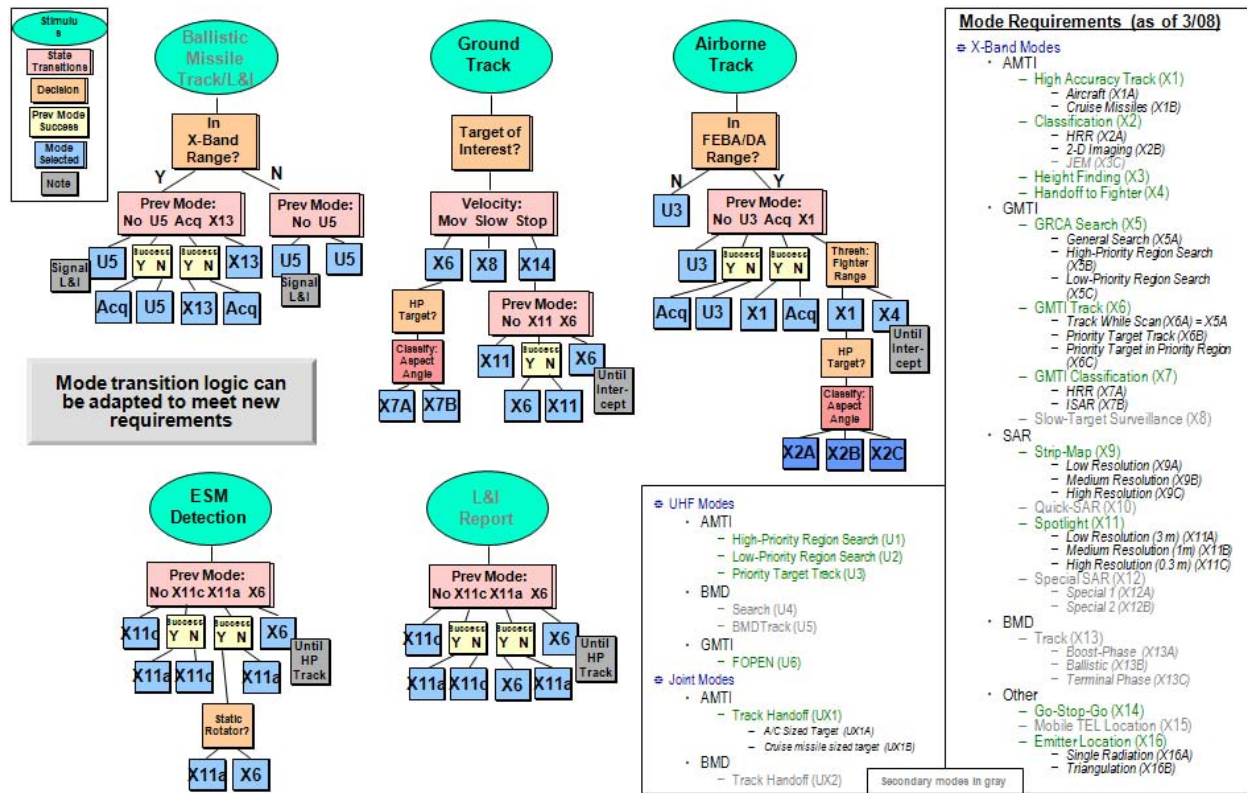 Stimulu
s
State
Transitions
Decision
Prev Mode
Success
Mode
Selected
Note
Ballistic
Missile
Track/L&I
In
X-Band
Range?
Y
N
Prev Mode:
No U5 Acq X13
Prev Mode:
No U5
U5
Success
Y N
Success
Y N
X13
U5
U5
Signal
L&I
Signal
L&I
Acq
U5
X13
Acq
Mode transition logic can
be adapted to meet new
requirements
Ground
Track
Target of
Interest?
Velocity:
Mov Slow Stop
X6
X8
X14
HP
Target?
Prev Mode:
No X11 X6
Classify:
Aspect
Angle
X11
Success
Y N
X6
Until
Inter-
cept
X7A
X7B
X6
X11
Airborne
Track
In
FEBA/DA
Range?
N
Y
U3
Prev Mode:
No U3 Acq X1
U3
Success
Y N
Success
Y N
Thresh:
Fighter
Range
Acq
U3
X1
Acq
X1
X4
Until
Inter-
cept
HP
Target?
Classify:
Aspect
Angle
X2A
X2B
X2C
ESM
Detection
Prev Mode:
No X11c X11a X6
X11c
Success
Y N
Success
Y N
X6
Until
HP
Track
X11a
X11c
X11a
Static
Rotator?
X11a
X6
L&I
Report
Prev Mode:
No X11c X11a X6
X11c
Success
Y N
Success
Y N
X6
Until
HP
Track
X11a
X11c
X6
X11a
UHF Modes
· AMTI
– High-Priority Region Search (U1)
– Low-Priority Region Search (U2)
– Priority Target Track (U3)
· BMD
– Search (U4)
– BMDTrack (U5)
· GMTI
– FOPEN (U6)
Joint Modes
· AMTI
– Track Handoff (UX1)
– A/C Sized Target (UX1A)
– Cruise missile sized target (UX1B)
· BMD
– Track Handoff (UX2)
Secondary modes in gray
Mode Requirements (as of 3/08)
X-Band Modes
· AMTI
– High Accuracy Track (X1)
– Aircraft (X1A)
– Cruise Missiles (X1B)
– Classification (X2)
– HRR (X2A)
– 2-D Imaging (X2B)
– JEM (X3C)
– Height Finding (X3)
– Handoff to Fighter (X4)
· GMTI
– GRCA Search (X5)
– General Search (X5A)
– High-Priority Region Search
(X5B)
– Low-Priority Region Search
(X5C)
– GMTI Track (X6)
– Track While Scan (X6A) = X5A
– Priority Target Track (X6B)
– Priority Target in Priority Region
(X6C)
– GMTI Classification (X7)
– HRR (X7A)
– ISAR (X7B)
– Slow-Target Surveillance (X8)
· SAR
– Strip-Map (X9)
– Low Resolution (X9A)
– Medium Resolution (X9B)
– High Resolution (X9C)
– Quick-SAR (X10)
– Spotlight (X11)
– Low Resolution (3 m) (X11A)
– Medium Resolution (1m) (X11B)
– High Resolution (0.3 m) (X11C)
– Special SAR (X12)
– Special 1 (X12A)
– Special 2 (X12B)
· BMD
– Track (X13)
– Boost-Phase (X13A)
– Ballistic (X13B)
– Terminal Phase (X13C)
· Other
– Go-Stop-Go (X14)
– Mobile TEL Location (X15)
– Emitter Location (X16)
– Single Radiation (X16A)
– Triangulation (X16B)